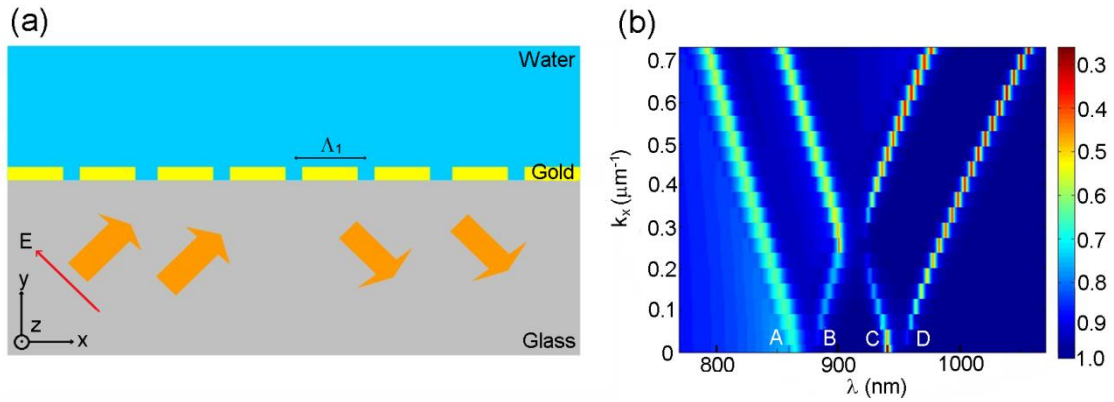 (a)
Water
Λ₁
Gold
E
y
z
x
Glass
(b)
kₓ (μm⁻¹)
0.7
0.6
0.5
0.4
0.3
0.2
0.1
0
A B C D
800 900 1000
λ (nm)
0.3
0.4
0.5
0.6
0.7
0.8
0.9
1.0